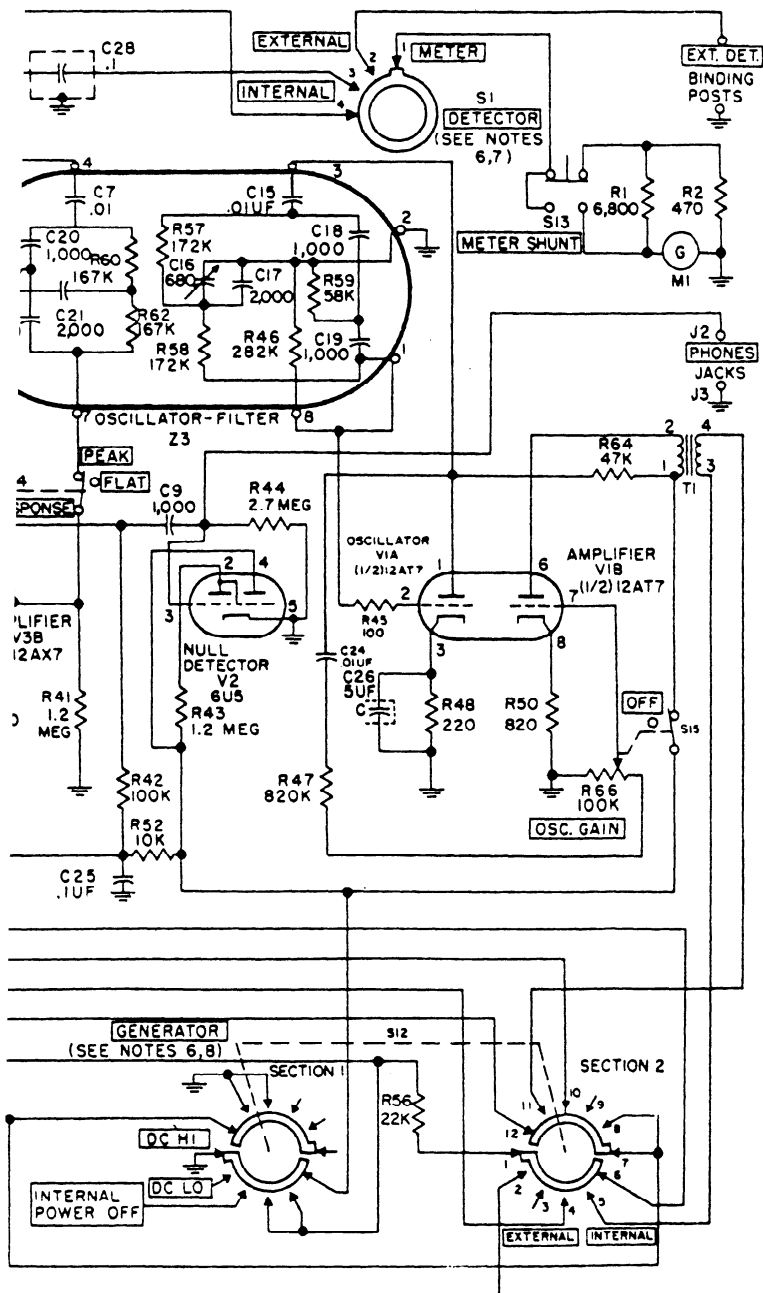 C28
.1
EXTERNAL
2
1
METER
3
INTERNAL
4
S1
DETECTOR
(SEE NOTES
6,7)
EXT. DET.
BINDING
POSTS
4
3
C7
.01
C15
.01UF
2
R57
172K
C18
1,000
C20
1,000
R60
167K
C16
680
C17
2,000
R59
58K
C21
2,000
R62
167K
R58
172K
R46
282K
C19
1,000
1
7
OSCILLATOR-FILTER
8
Z3
S13
METER SHUNT
R1
6,800
R2
470
G
M1
J2
PHONES
JACKS
J3
PEAK
FLAT
4
SPONSE
C9
1,000
R44
2.7 MEG
R64
47K
2
4
1
3
T1
OSCILLATOR
V1A
(1/2)12AT7
1
6
AMPLIFIER
V1B
(1/2)12AT7
2
4
3
5
2
7
R45
100
3
8
PLIFIER
V3B
12AX7
NULL
DETECTOR
V2
6U5
C24
.01UF
C26
5UF
C
R41
1.2
MEG
R43
1.2 MEG
R48
220
R50
820
OFF
S15
R42
100K
R47
820K
R66
100K
OSC. GAIN
R52
10K
C25
.1UF
GENERATOR
(SEE NOTES 6,8)
S12
SECTION 1
SECTION 2
R56
22K
DC HI
DC LO
INTERNAL
POWER OFF
11
10
9
12
8
1
7
2
6
3
4
5
EXTERNAL
INTERNAL